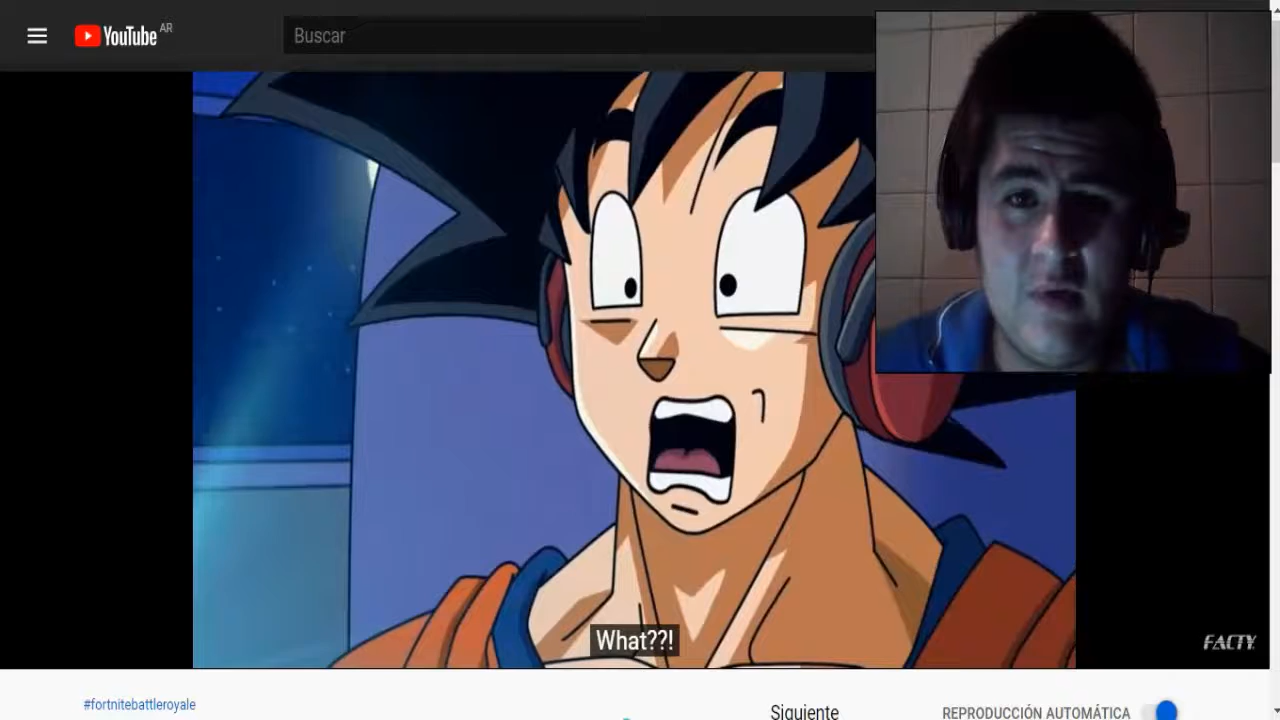 YouTube AR
Buscar
What??!
FACTY
#fortnitebattleroyale
Siguiente
REPRODUCCIÓN AUTOMÁTICA